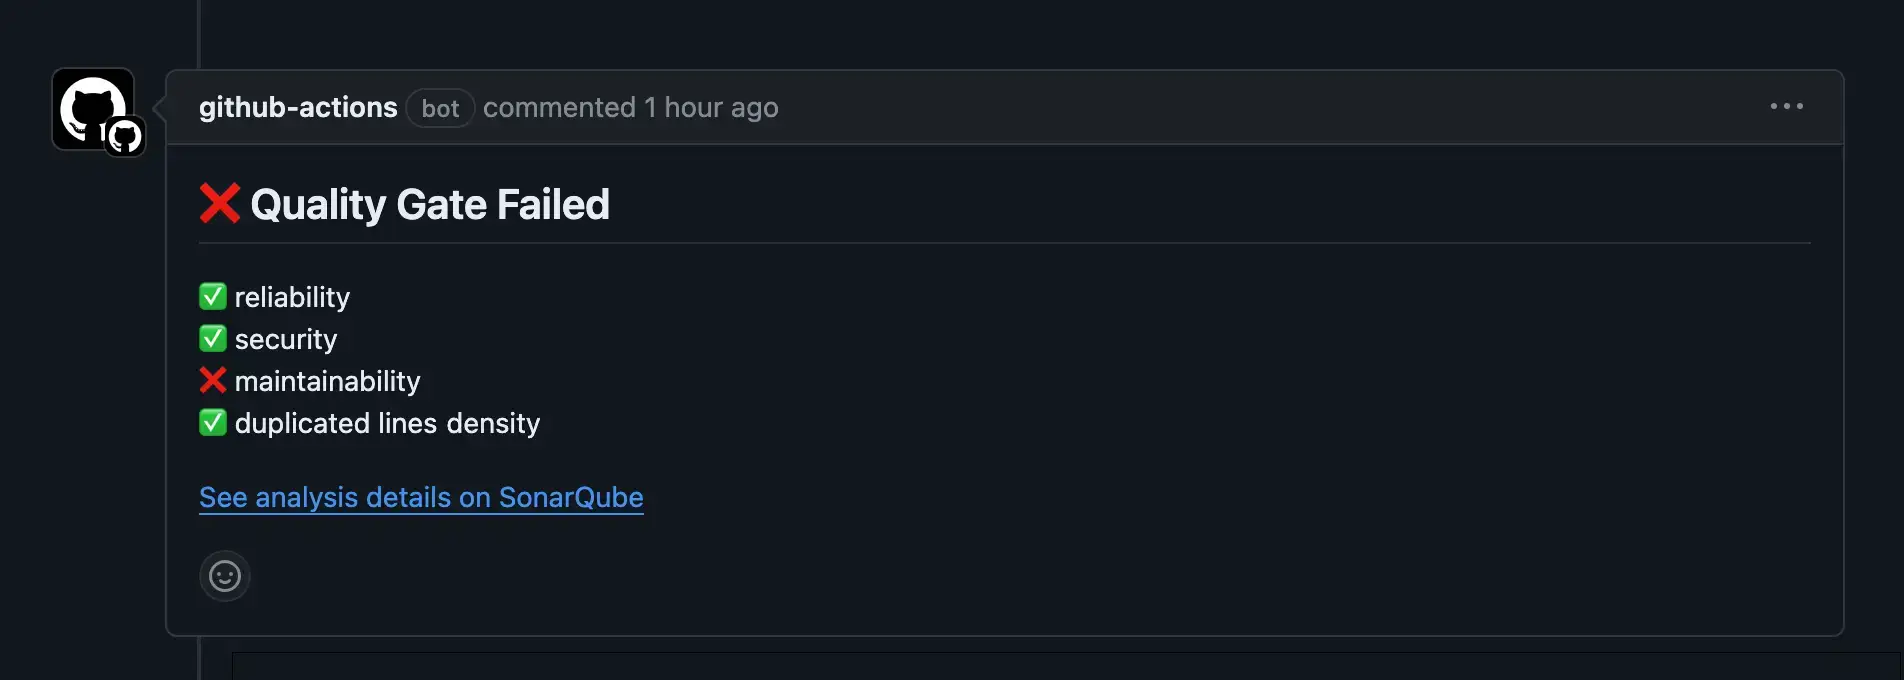 github-actions bot commented 1 hour ago
❌ Quality Gate Failed
✅ reliability
✅ security
❌ maintainability
✅ duplicated lines density
See analysis details on SonarQube